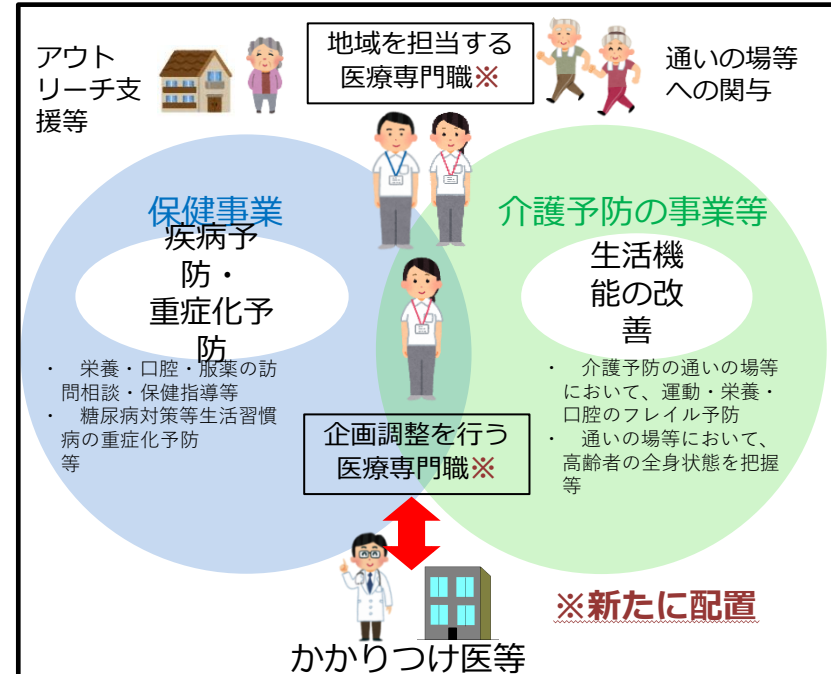 アウト
リーチ支
援等
地域を担当する
医療専門職※
通いの場等
への関与
保健事業
疾病予
防・
重症化予
防
・　栄養・口腔・服薬の訪
問相談・保健指導等
・　糖尿病対策等生活習慣
病の重症化予防
等
介護予防の事業等
生活機
能の改
善
・　介護予防の通いの場等
において、運動・栄養・
口腔のフレイル予防
・　通いの場等において、
高齢者の全身状態を把握
等
企画調整を行う
医療専門職※
※新たに配置
かかりつけ医等